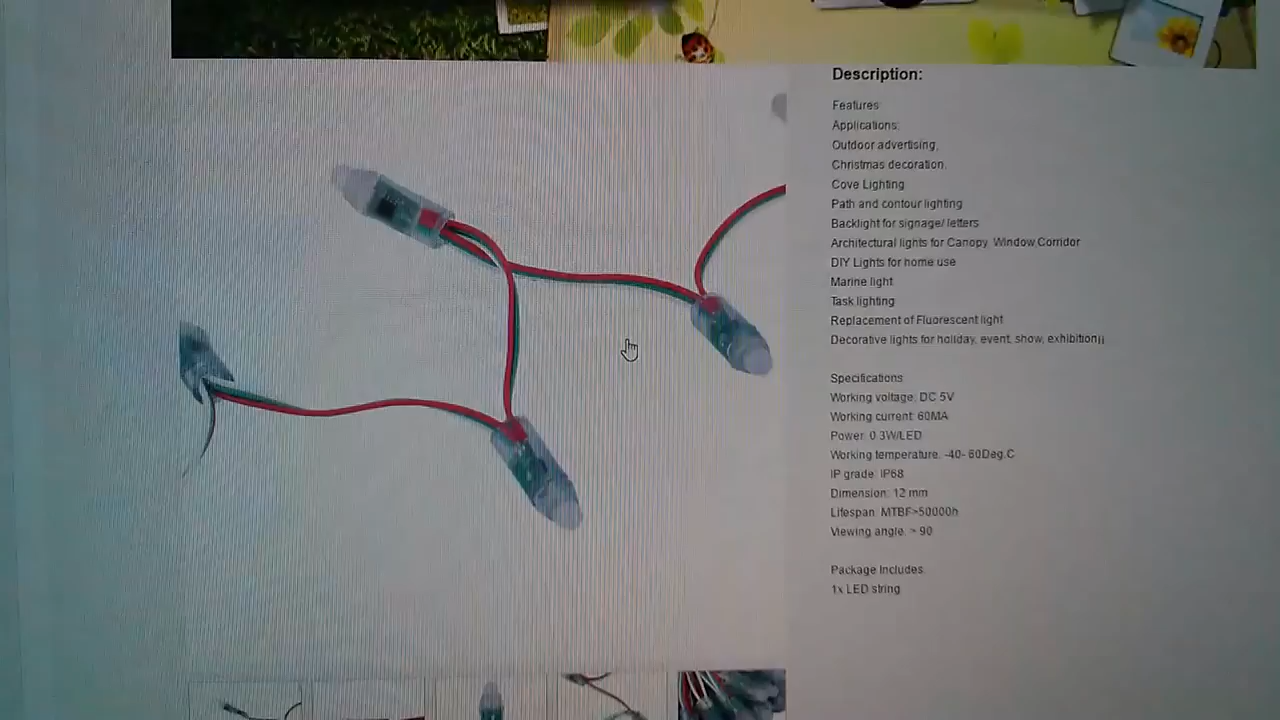 Description:
Features
Applications:
Outdoor advertising,
Christmas decoration,
Cove Lighting
Path and contour lighting
Backlight for signage/ letters
Architectural lights for Canopy, Window,Corridor
DIY Lights for home use
Marine light
Task lighting
Replacement of Fluorescent light
Decorative lights for holiday, event, show, exhibition¡¡
Specifications
Working voltage: DC 5V
Working current: 60MA
Power: 0.3W/LED
Working temperature: -40- 60Deg.C
IP grade: IP68
Dimension: 12 mm
Lifespan: MTBF>50000h
Viewing angle: > 90
Package Includes:
1x LED string